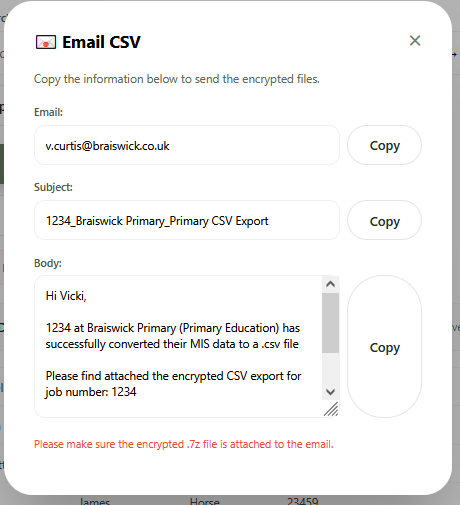 Email CSV
Copy the information below to send the encrypted files.
Email:
v.curtis@braiswick.co.uk
Copy
Subject:
1234_Braiswick Primary_Primary CSV Export
Copy
Body:
Hi Vicki,
1234 at Braiswick Primary (Primary Education) has
successfully converted their MIS data to a .csv file
Please find attached the encrypted CSV export for
job number: 1234
Copy
Please make sure the encrypted .7z file is attached to the email.
James Horse 23459